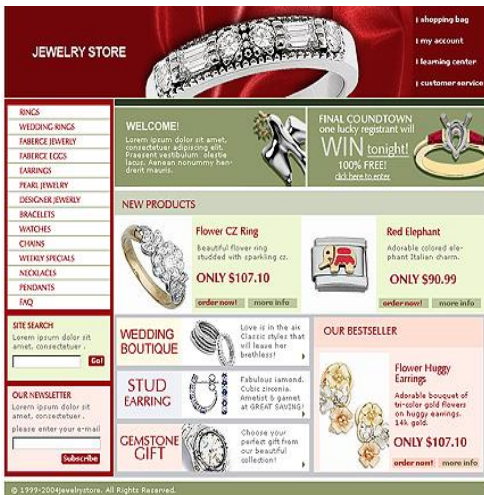 JEWELRY STORE
shopping bag
my account
learning center
customer service
RINGS
WEDDING RINGS
FABERGE JEWERLY
FABERGE EGGS
EARRINGS
PEARL JEWELRY
DESIGNER JEWERLY
BRACELETS
WATCHES
CHAINS
WEEKLY SPECIALS
NECKLACES
PENDANTS
FAQ
SITE SEARCH
Lorem ipsum dolor sit
amet, consectetuer .
Go!
OUR NEWSLETTER
Lorem ipsum dolor sit
amet, consectetuer .
please enter your e-mail
Subscribe
WELCOME!
Lorem ipsum dolor sit amet,
consectetuer adipiscing elit.
Praesent vestibulum olestie
lacus. Aenean nonummy hen-
drerit mauris.
FINAL COUNTDOWN
one lucky registrant will
WIN tonight!
100% FREE!
click here to enter
NEW PRODUCTS
Flower CZ Ring
Beautiful flower ring
studded with sparkling cz.
ONLY $107.10
order now! more info
Red Elephant
Adorable colored ele-
phant Italian charm.
ONLY $90.99
order now! more info
WEDDING
BOUTIQUE
Love is in the aix
Classic styles that
will leave her
brethless!
STUD
EARRING
Fabulous iamond.
Cubic zirconia.
Ametist & garnet
at GREAT SAVING!
GEMSTONE
GIFT
Choose your
perfect gift from
our beautiful
collection!
OUR BESTSELLER
Flower Huggy
Earrings
Adorable bouquet of
tri-color gold flowers
on huggy earrings.
14k gold.
ONLY $107.10
order now! more info
© 1999-2004jewelrystore. All Rights Reserved.